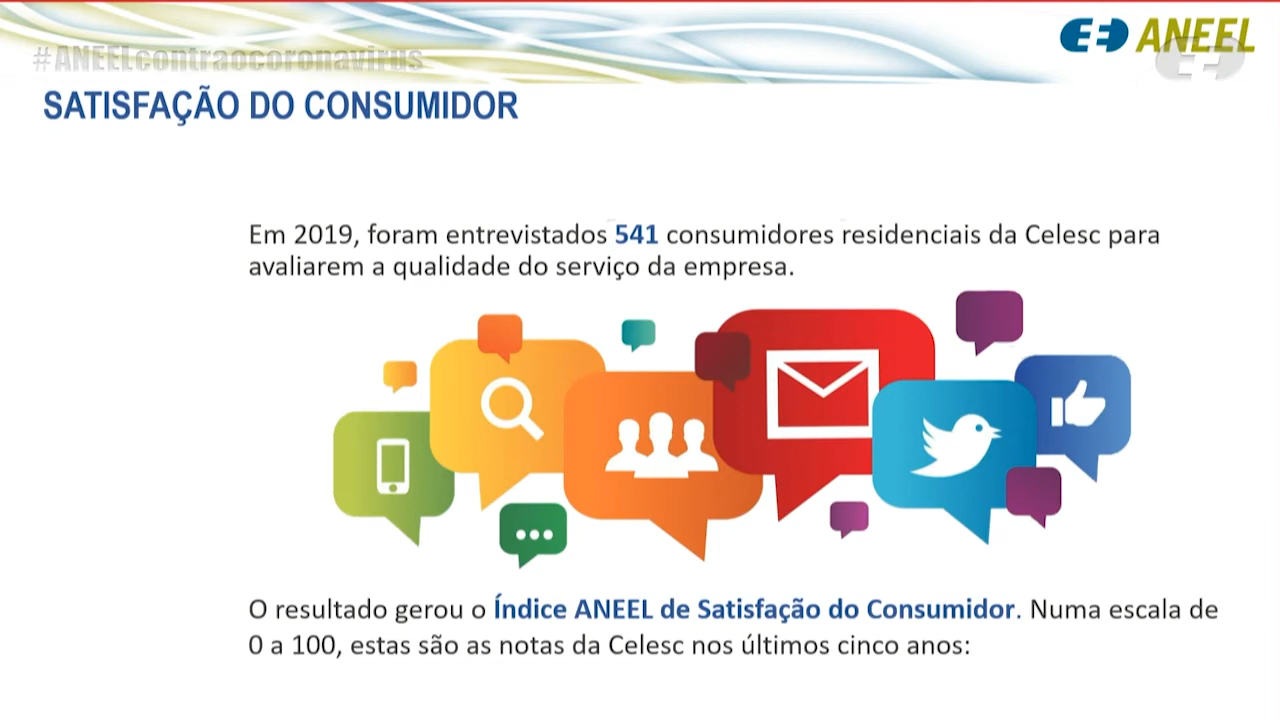 #ANEELcontraocoronavirus
ANEEL
SATISFAÇÃO DO CONSUMIDOR
Em 2019, foram entrevistados 541 consumidores residenciais da Celesc para
avaliarem a qualidade do serviço da empresa.
O resultado gerou o Índice ANEEL de Satisfação do Consumidor. Numa escala de
0 a 100, estas são as notas da Celesc nos últimos cinco anos: